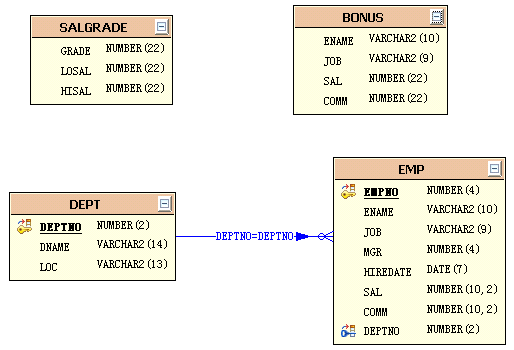 SALGRADE
GRADE NUMBER(22)
LOSAL NUMBER(22)
HISAL NUMBER(22)
BONUS
ENAME VARCHAR2(10)
JOB VARCHAR2(9)
SAL NUMBER(22)
COMM NUMBER(22)
DEPT
DEPTNO NUMBER(2)
DNAME VARCHAR2(14)
LOC VARCHAR2(13)
DEPTNO=DEPTNO
EMP
EMPNO NUMBER(4)
ENAME VARCHAR2(10)
JOB VARCHAR2(9)
MGR NUMBER(4)
HIREDATE DATE(7)
SAL NUMBER(10,2)
COMM NUMBER(10,2)
DEPTNO NUMBER(2)